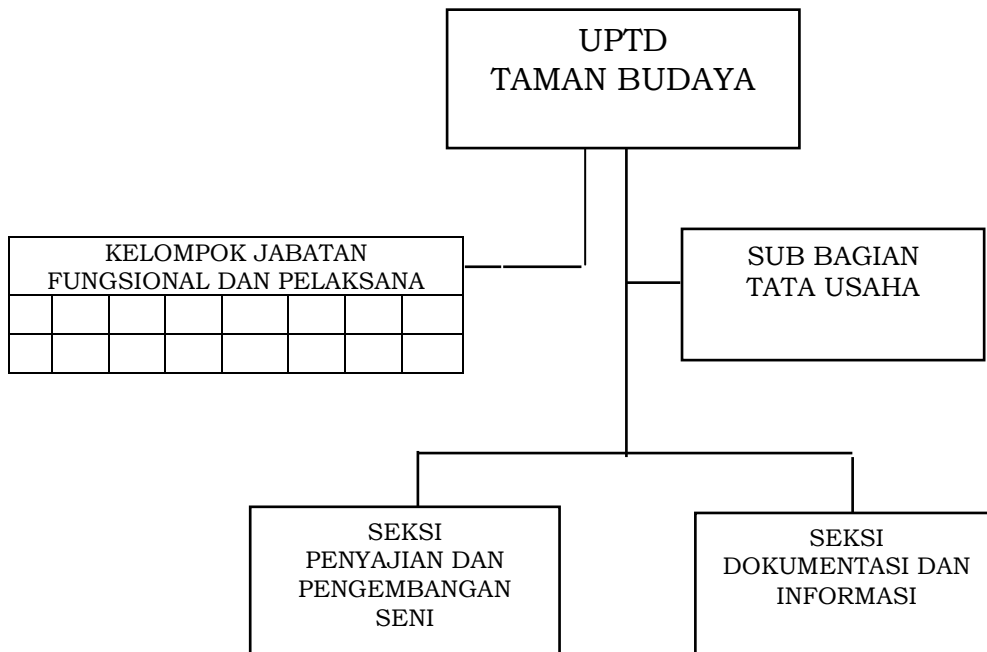 UPTD
TAMAN BUDAYA
KELOMPOK JABATAN
FUNGSIONAL DAN PELAKSANA
SUB BAGIAN
TATA USAHA
SEKSI
PENYAJIAN DAN
PENGEMBANGAN
SENI
SEKSI
DOKUMENTASI DAN
INFORMASI